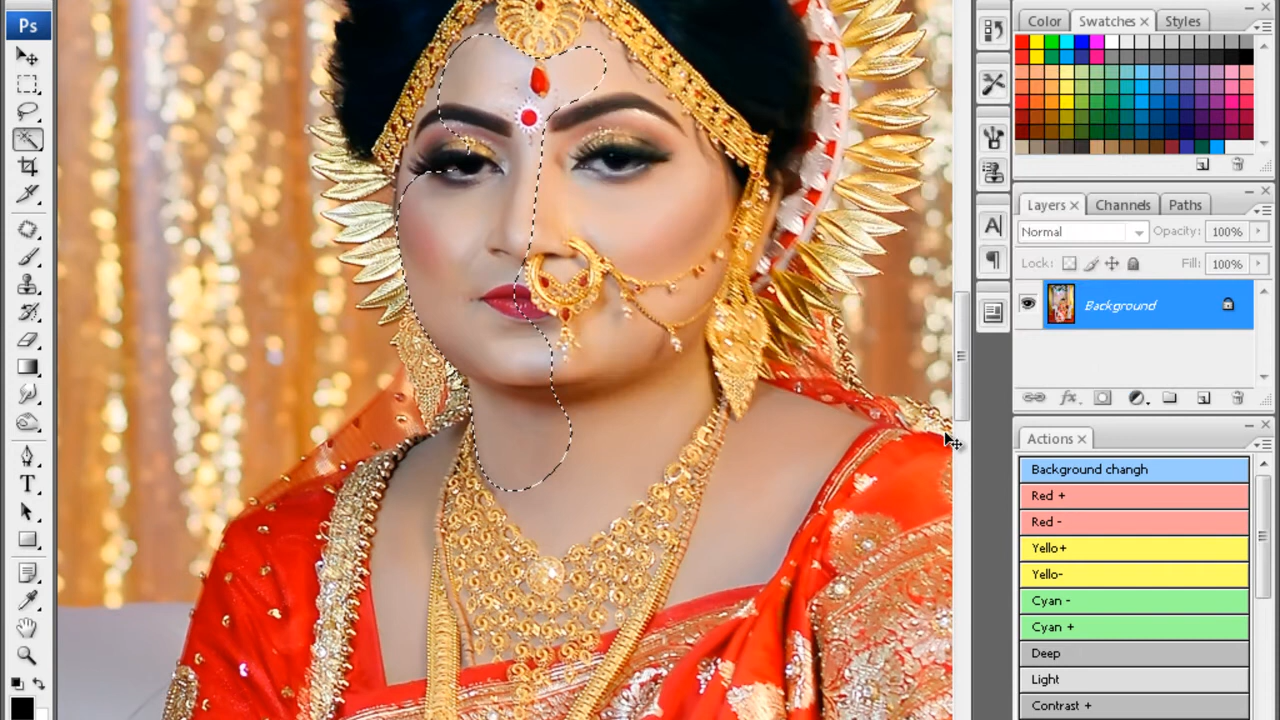 Ps
Color
Swatches ×
Styles
Layers ×
Channels
Paths
Normal
Opacity:
100%
Lock:
Fill:
100%
Background
fx
A
T
Actions ×
Background changh
Red +
Red -
Yello+
Yello-
Cyan -
Cyan +
Deep
Light
Contrast +